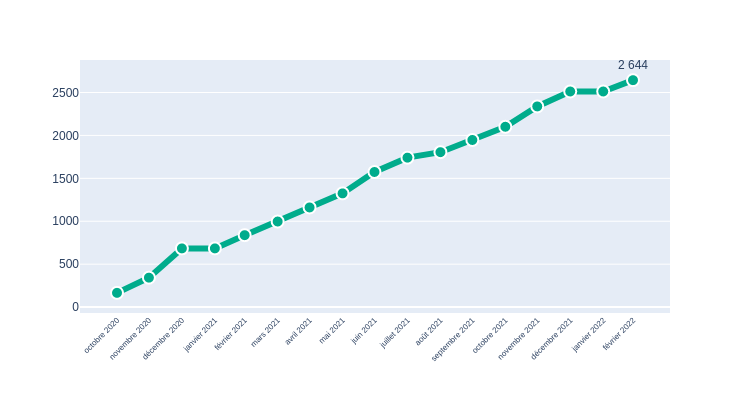 2 644
2500
2000
1500
1000
500
0
octobre 2020
novembre 2020
décembre 2020
janvier 2021
février 2021
mars 2021
avril 2021
mai 2021
juin 2021
juillet 2021
août 2021
septembre 2021
octobre 2021
novembre 2021
décembre 2021
janvier 2022
février 2022